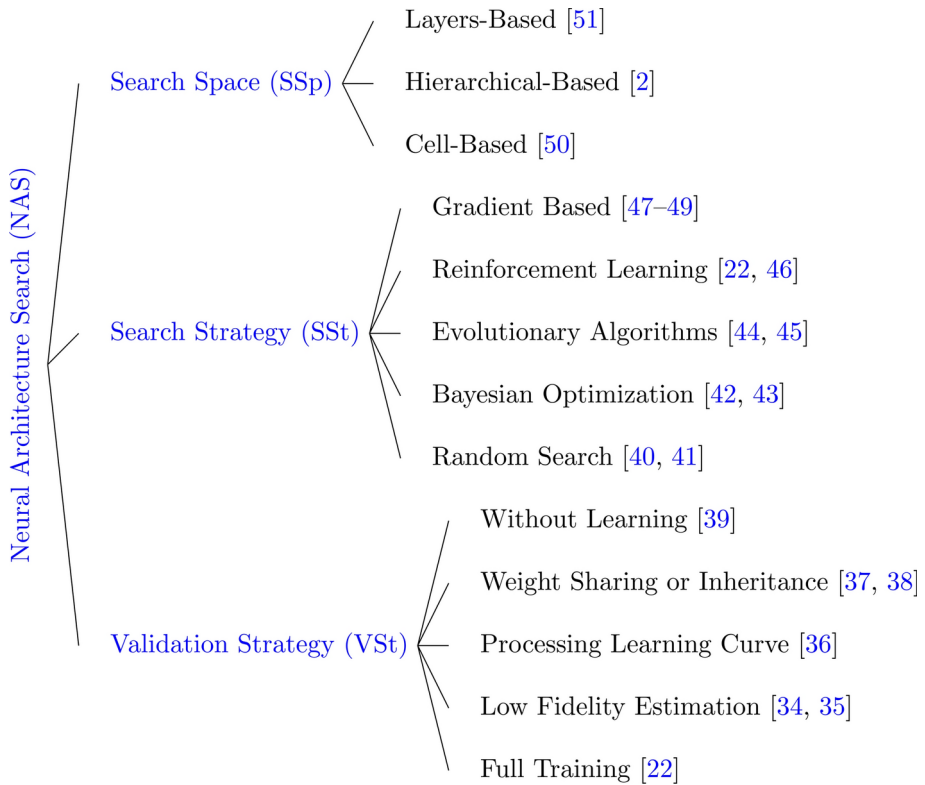 Neural Architecture Search (NAS)
Search Space (SSp)
Layers-Based [51]
Hierarchical-Based [2]
Cell-Based [50]
Search Strategy (SSt)
Gradient Based [47–49]
Reinforcement Learning [22, 46]
Evolutionary Algorithms [44, 45]
Bayesian Optimization [42, 43]
Random Search [40, 41]
Validation Strategy (VSt)
Without Learning [39]
Weight Sharing or Inheritance [37, 38]
Processing Learning Curve [36]
Low Fidelity Estimation [34, 35]
Full Training [22]